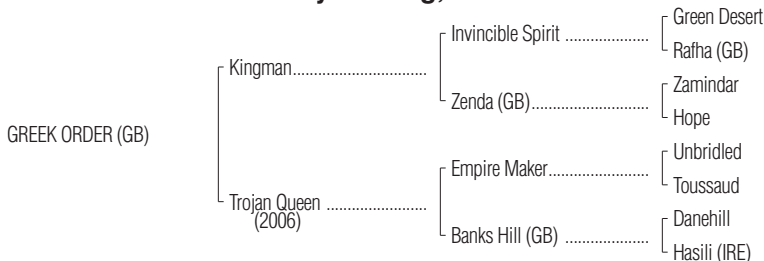 Green Desert
Invincible Spirit ....................
Rafha (GB)
Kingman................................
Zamindar
Zenda (GB)............................
Hope
GREEK ORDER (GB)
Unbridled
Empire Maker........................
Toussaud
Trojan Queen ........................
(2006)
Danehill
Banks Hill (GB) ....................
Hasili (IRE)